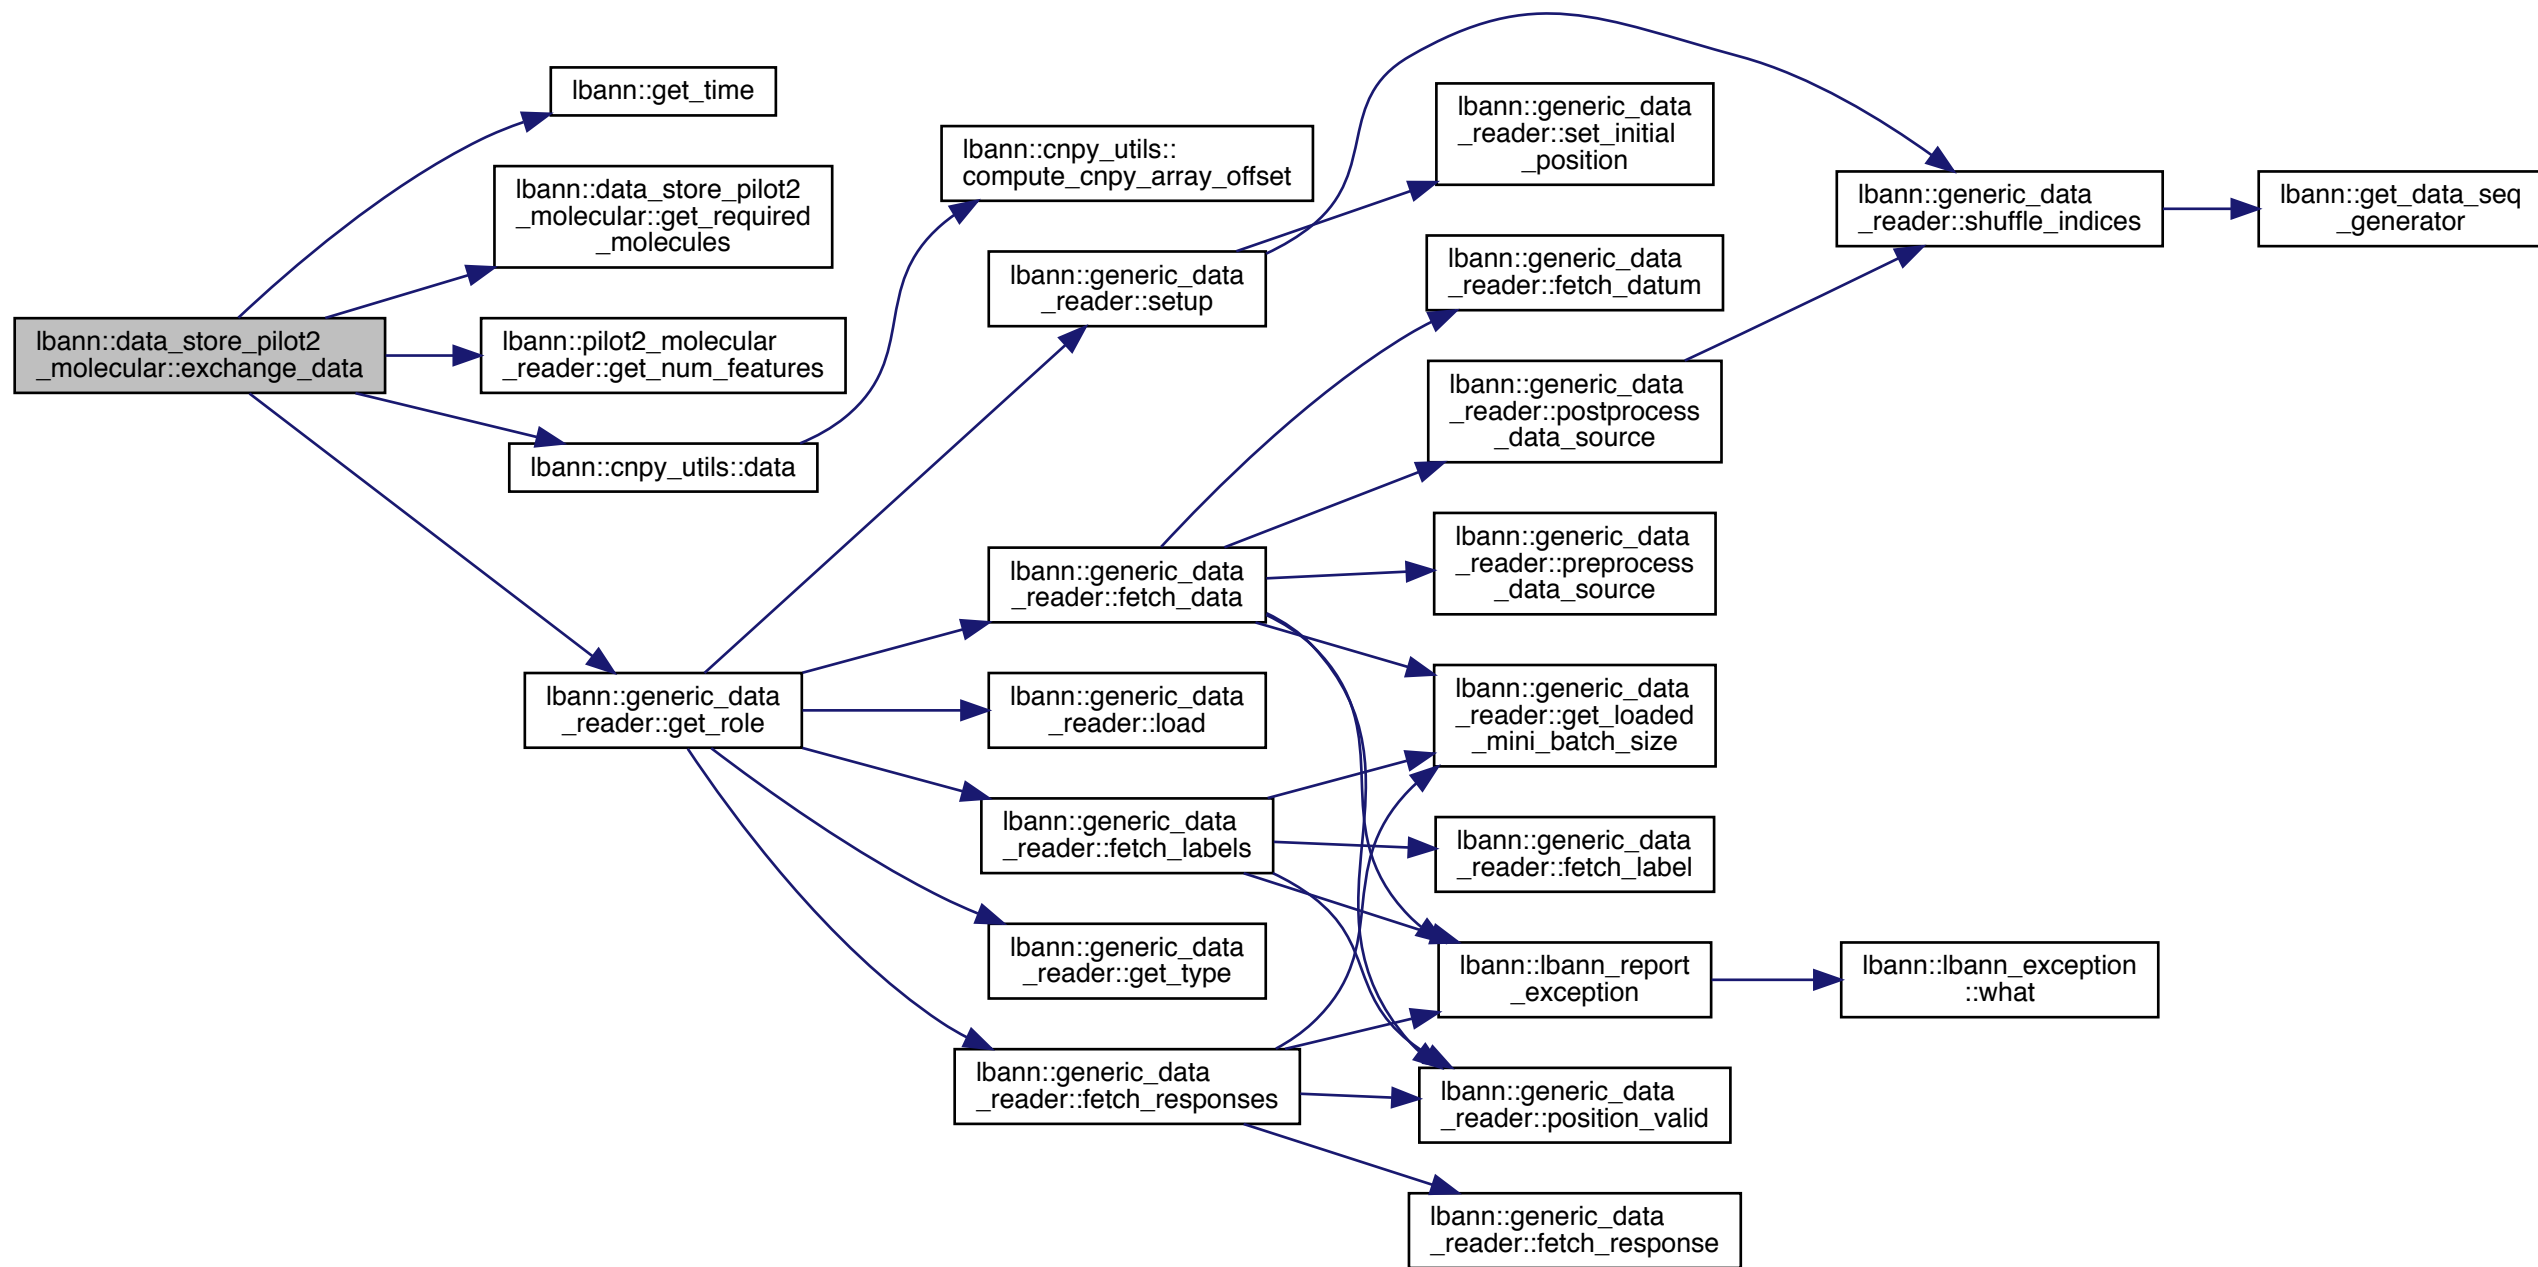 lbann::data_store_pilot2
_molecular::exchange_data
lbann::get_time
lbann::data_store_pilot2
_molecular::get_required
_molecules
lbann::pilot2_molecular
_reader::get_num_features
lbann::cnpy_utils::data
lbann::generic_data
_reader::get_role
lbann::cnpy_utils::
compute_cnpy_array_offset
lbann::generic_data
_reader::setup
lbann::generic_data
_reader::fetch_data
lbann::generic_data
_reader::load
lbann::generic_data
_reader::fetch_labels
lbann::generic_data
_reader::get_type
lbann::generic_data
_reader::fetch_responses
lbann::generic_data
_reader::set_initial
_position
lbann::generic_data
_reader::fetch_datum
lbann::generic_data
_reader::postprocess
_data_source
lbann::generic_data
_reader::preprocess
_data_source
lbann::generic_data
_reader::get_loaded
_mini_batch_size
lbann::generic_data
_reader::fetch_label
lbann::lbann_report
_exception
lbann::generic_data
_reader::position_valid
lbann::generic_data
_reader::fetch_response
lbann::generic_data
_reader::shuffle_indices
lbann::lbann_exception
::what
lbann::get_data_seq
_generator